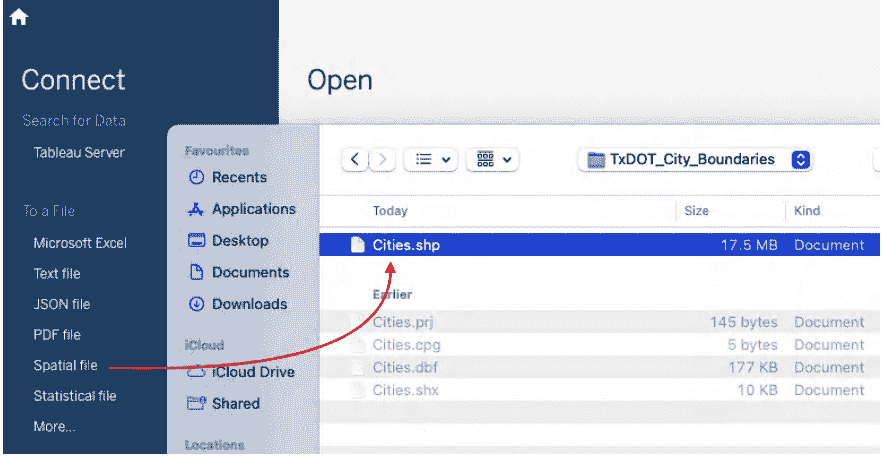 Connect
Open
Search for Data
Tableau Server
To a File
Microsoft Excel
Text file
JSON file
PDF file
Spatial file
Statistical file
More...
Favourites
Recents
Applications
Desktop
Documents
Downloads
iCloud
iCloud Drive
Shared
Locations
TxDOT_City_Boundaries
Today Size Kind
Cities.shp 17.5 MB Document
Earlier
Cities.prj 145 bytes Document
Cities.cpg 5 bytes Document
Cities.dbf 177 KB Document
Cities.shx 10 KB Document